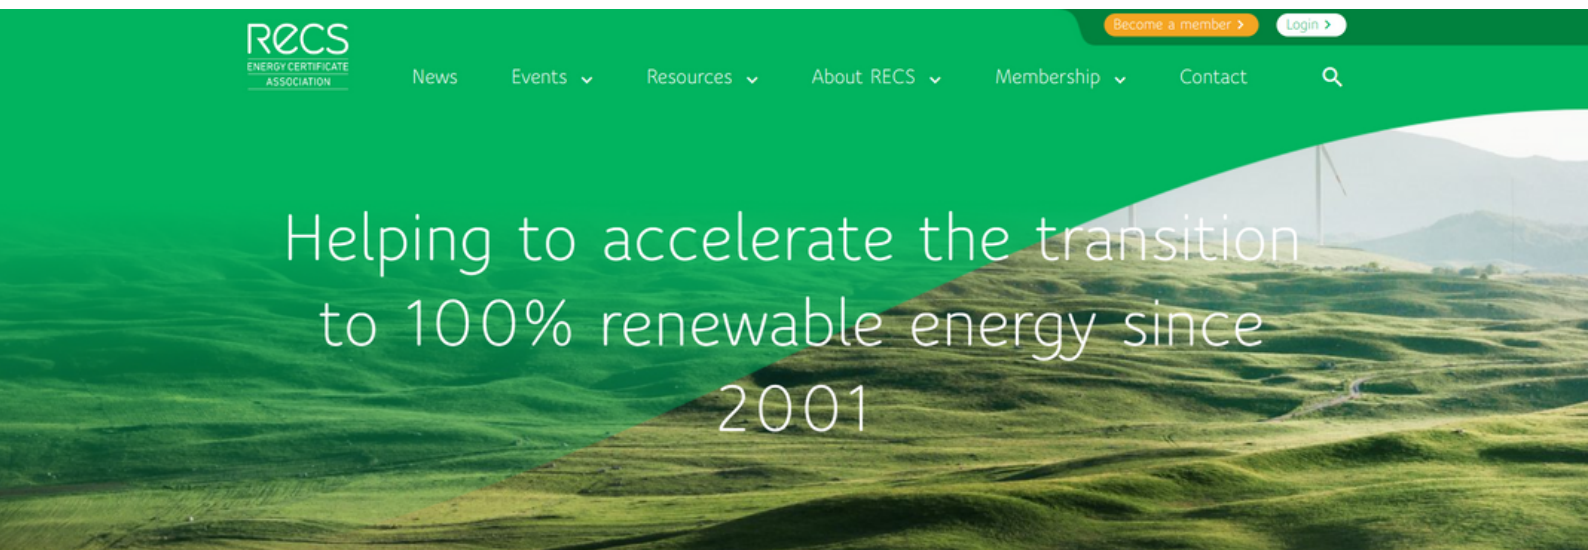 Become a member
Login
RECS
ENERGY CERTIFICATE
ASSOCIATION
News
Events
Resources
About RECS
Membership
Contact
Helping to accelerate the transition
to 100% renewable energy since
2001